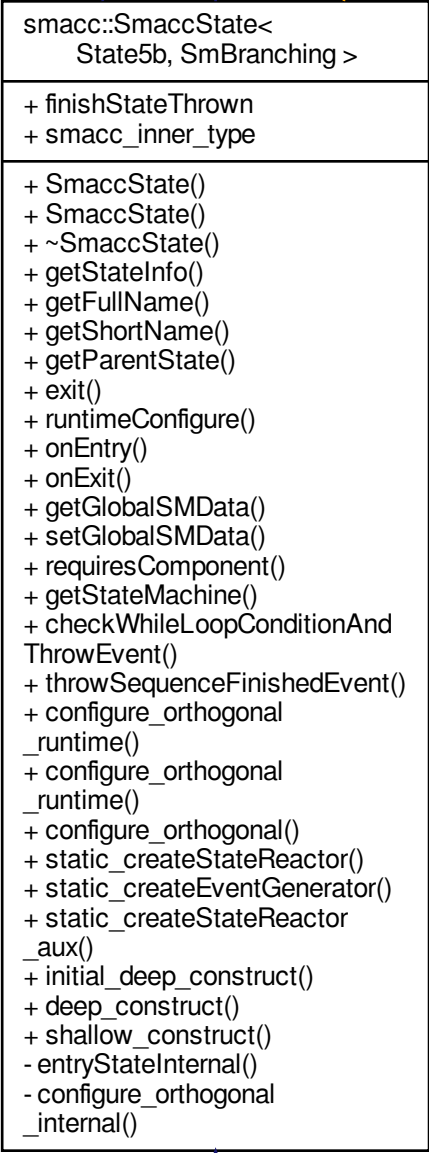 smacc::SmaccState<
State5b, SmBranching >
+ finishStateThrown
+ smacc_inner_type
+ SmaccState()
+ SmaccState()
+ ~SmaccState()
+ getStateInfo()
+ getFullName()
+ getShortName()
+ getParentState()
+ exit()
+ runtimeConfigure()
+ onEntry()
+ onExit()
+ getGlobalSMData()
+ setGlobalSMData()
+ requiresComponent()
+ getStateMachine()
+ checkWhileLoopConditionAnd
ThrowEvent()
+ throwSequenceFinishedEvent()
+ configure_orthogonal
_runtime()
+ configure_orthogonal
_runtime()
+ configure_orthogonal()
+ static_createStateReactor()
+ static_createEventGenerator()
+ static_createStateReactor
_aux()
+ initial_deep_construct()
+ deep_construct()
+ shallow_construct()
- entryStateInternal()
- configure_orthogonal
_internal()